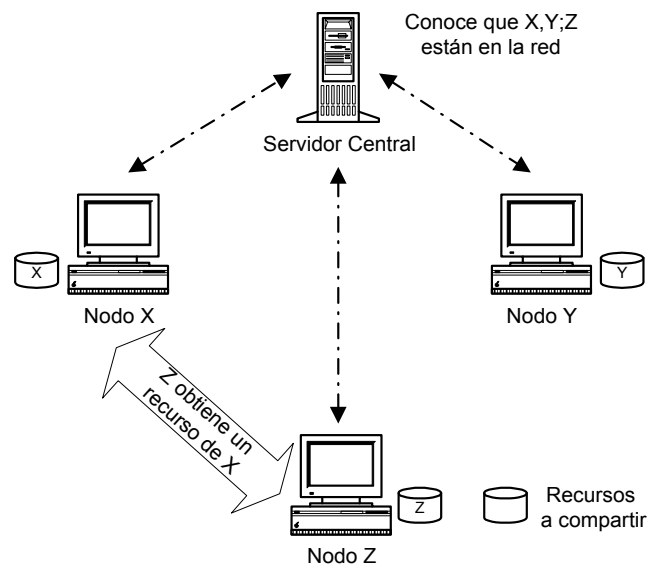 Conoce que X,Y;Z
están en la red
Servidor Central
X
Nodo X
Y
Nodo Y
Z obtiene un
recurso de X
Z
Nodo Z
Recursos
a compartir